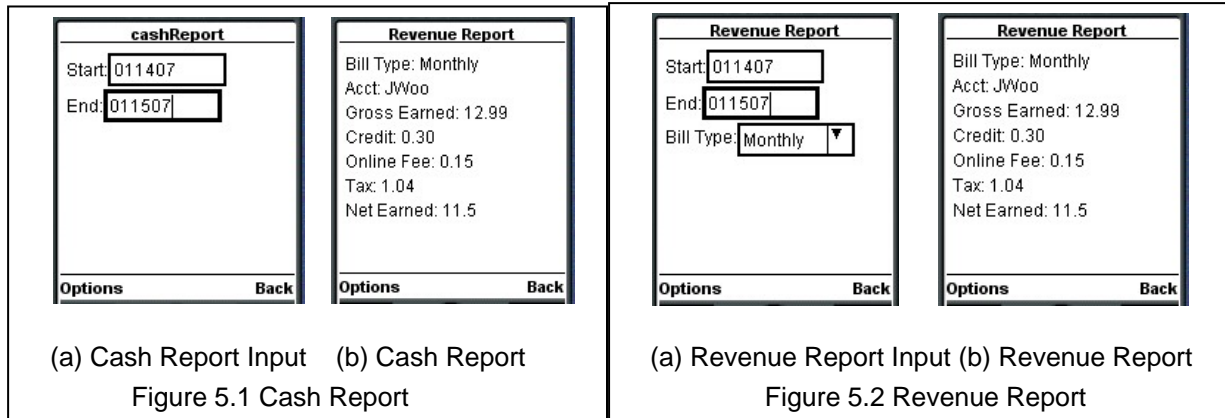 cashReport
Start: 011407
End: 011507
Options Back
Revenue Report
Bill Type: Monthly
Acct: JWoo
Gross Earned: 12.99
Credit: 0.30
Online Fee: 0.15
Tax: 1.04
Net Earned: 11.5
Options Back
(a) Cash Report Input (b) Cash Report
Figure 5.1 Cash Report
Revenue Report
Start: 011407
End: 011507
Bill Type: Monthly
Options Back
Revenue Report
Bill Type: Monthly
Acct: JWoo
Gross Earned: 12.99
Credit: 0.30
Online Fee: 0.15
Tax: 1.04
Net Earned: 11.5
Options Back
(a) Revenue Report Input (b) Revenue Report
Figure 5.2 Revenue Report